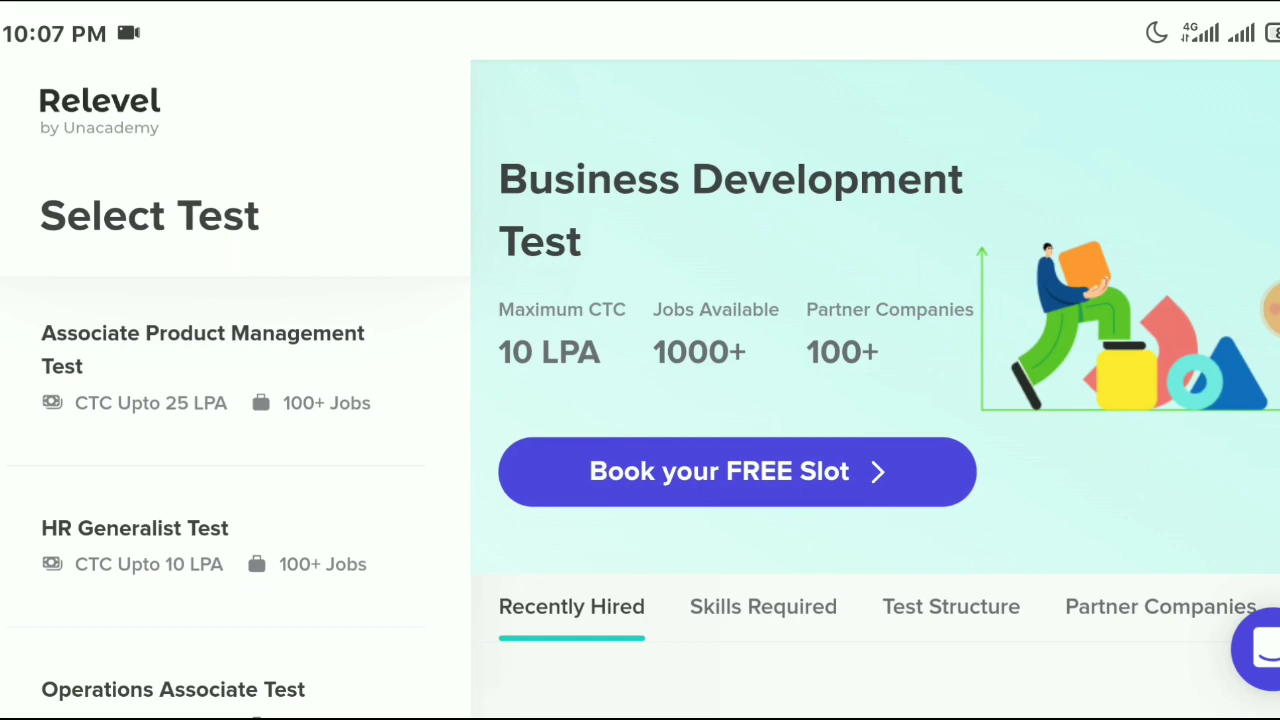 10:07 PM
4G
Relevel
by Unacademy
Select Test
Associate Product Management
Test
CTC Upto 25 LPA
100+ Jobs
HR Generalist Test
CTC Upto 10 LPA
100+ Jobs
Operations Associate Test
Business Development
Test
Maximum CTC
Jobs Available
Partner Companies
10 LPA
1000+
100+
Book your FREE Slot
Recently Hired
Skills Required
Test Structure
Partner Companies